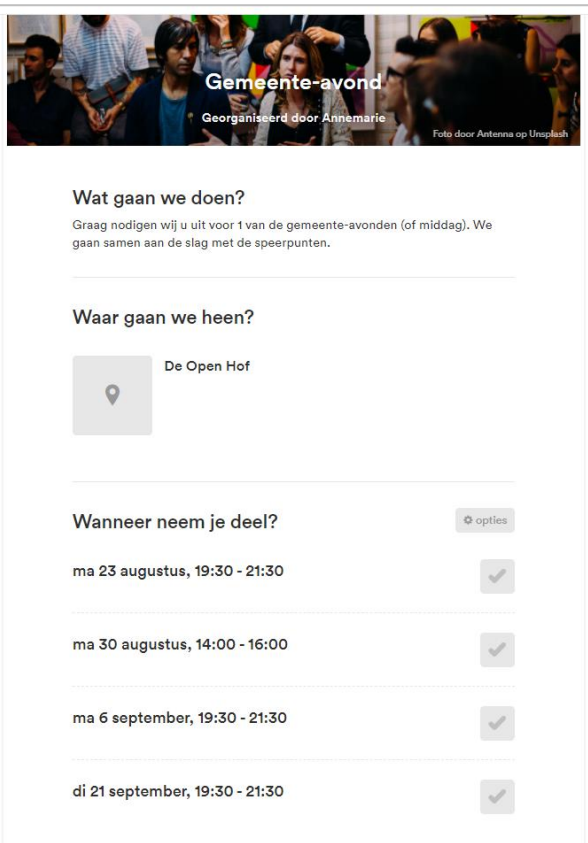 Gemeente-avond
Georganiseerd door Annemarie
Foto door Antenna op Unsplash
Wat gaan we doen?
Graag nodigen wij u uit voor 1 van de gemeente-avonden (of middag). We
gaan samen aan de slag met de speerpunten.
Waar gaan we heen?
De Open Hof
Wanneer neem je deel?
opties
ma 23 augustus, 19:30 - 21:30
ma 30 augustus, 14:00 - 16:00
ma 6 september, 19:30 - 21:30
di 21 september, 19:30 - 21:30